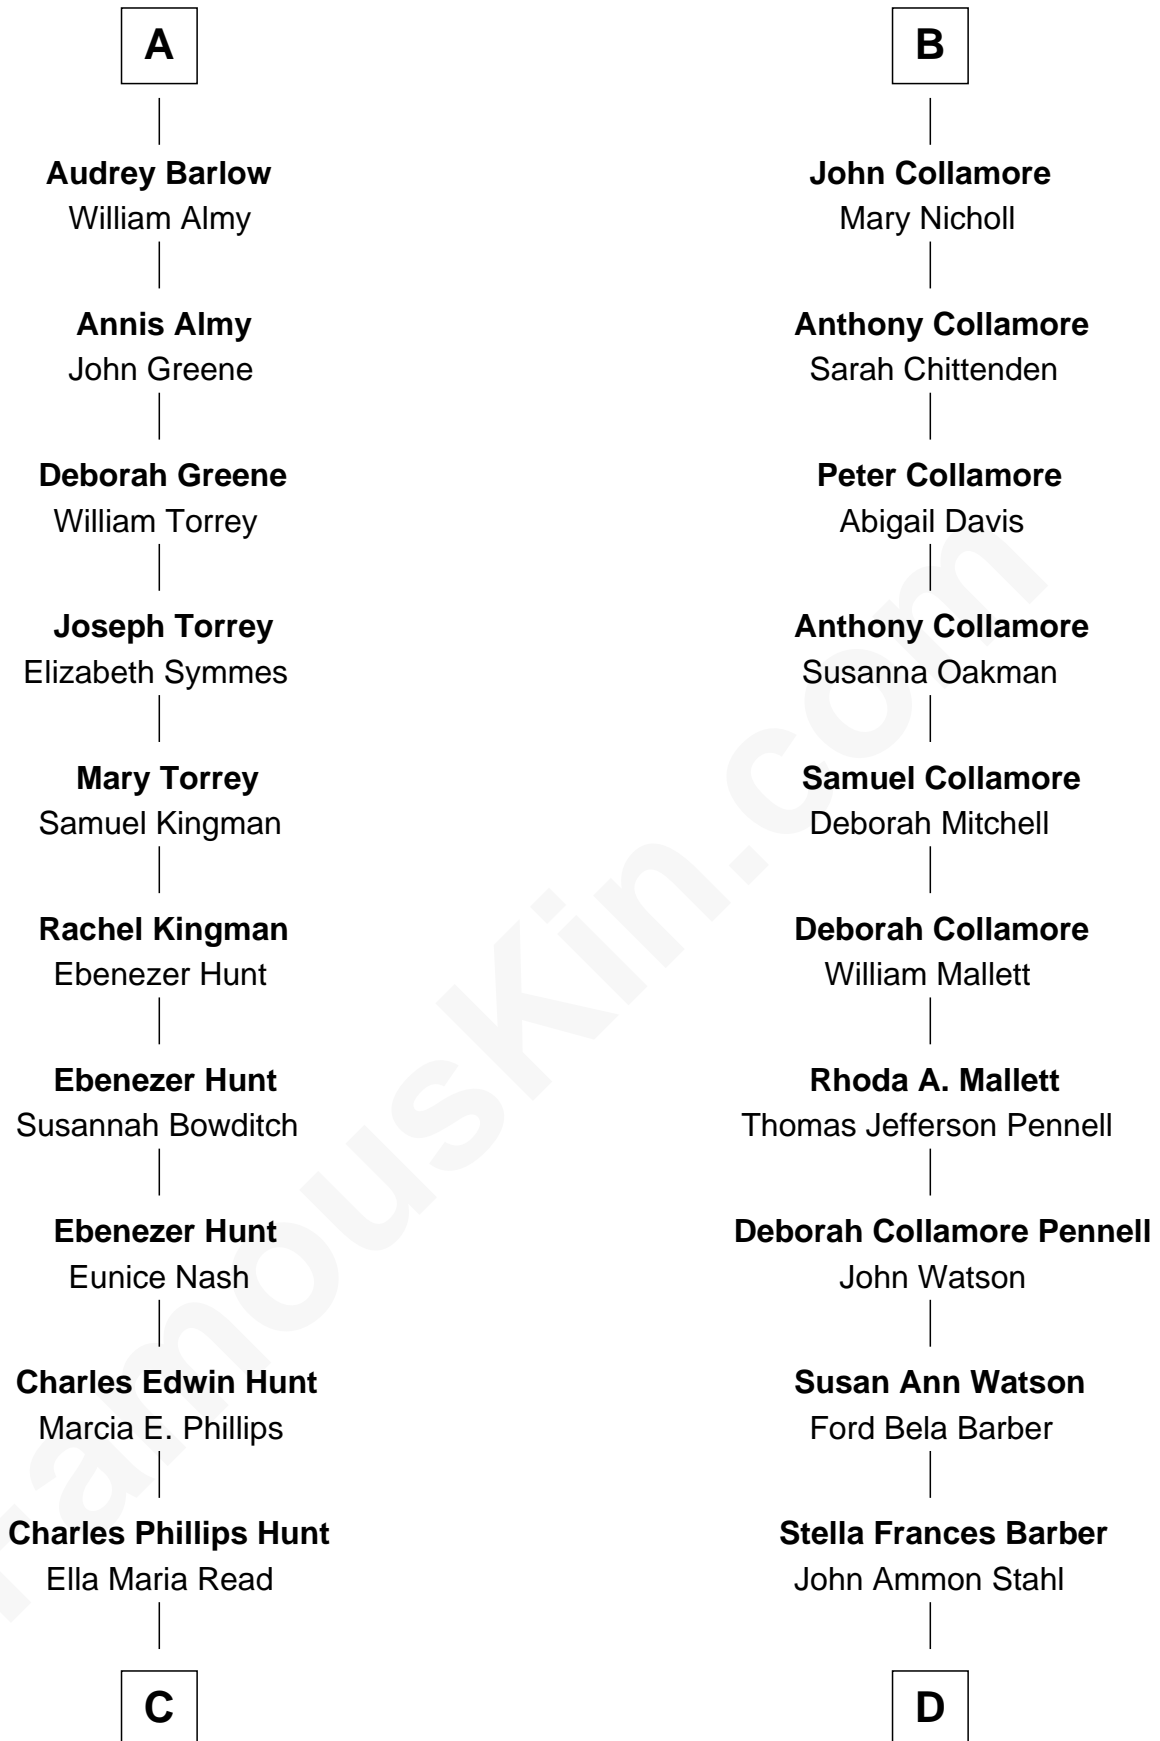 A
Audrey Barlow
William Almy
Annis Almy
John Greene
Deborah Greene
William Torrey
Joseph Torrey
Elizabeth Symmes
Mary Torrey
Samuel Kingman
Rachel Kingman
Ebenezer Hunt
Ebenezer Hunt
Susannah Bowditch
Ebenezer Hunt
Eunice Nash
Charles Edwin Hunt
Marcia E. Phillips
Charles Phillips Hunt
Ella Maria Read
C
B
John Collamore
Mary Nicholl
Anthony Collamore
Sarah Chittenden
Peter Collamore
Abigail Davis
Anthony Collamore
Susanna Oakman
Samuel Collamore
Deborah Mitchell
Deborah Collamore
William Mallett
Rhoda A. Mallett
Thomas Jefferson Pennell
Deborah Collamore Pennell
John Watson
Susan Ann Watson
Ford Bela Barber
Stella Frances Barber
John Ammon Stahl
D
FamousKin.com